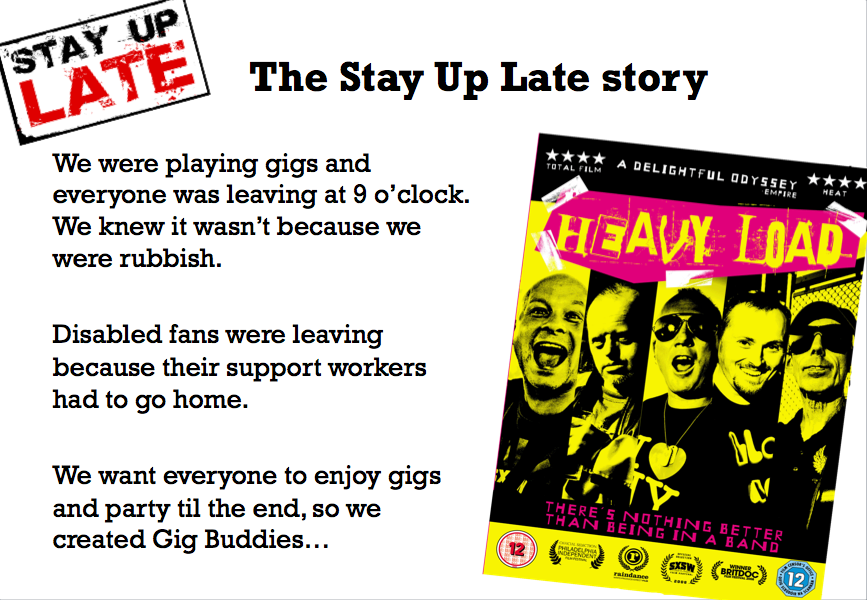 STAY UP
LATE
The Stay Up Late story
We were playing gigs and
everyone was leaving at 9 o’clock.
We knew it wasn’t because we
were rubbish.
Disabled fans were leaving
because their support workers
had to go home.
We want everyone to enjoy gigs
and party til the end, so we
created Gig Buddies…
★★★★
TOTAL FILM
A DELIGHTFUL ODYSSEY
EMPIRE
★★★★
HEAT
HEAVY LOAD
I ♥
NY
THERE'S NOTHING BETTER
THAN BEING IN A BAND
12
OFFICIAL SELECTION
PHILADELPHIA
INDEPENDENT
raindance
SXSW
WINNER
BRITDOC
12